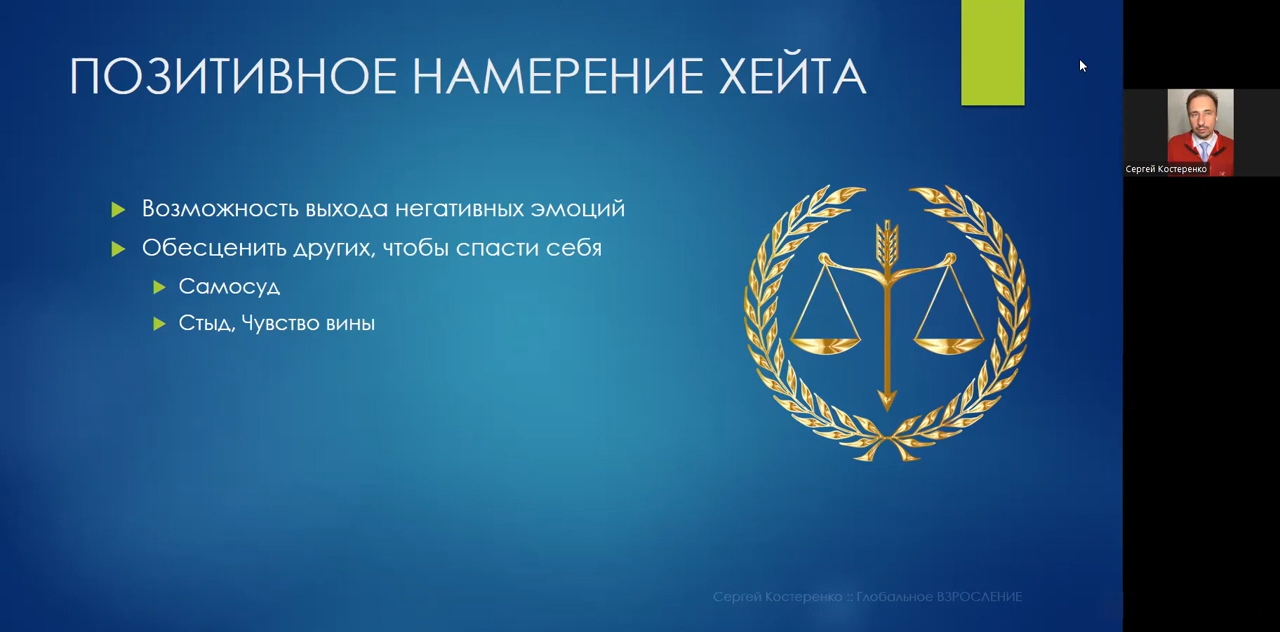 ПОЗИТИВНОЕ НАМЕРЕНИЕ ХЕЙТА
Возможность выхода негативных эмоций
Обесценить других, чтобы спасти себя
Самосуд
Стыд, Чувство вины
Сергей Костеренко
Сергей Костеренко :: Глобальное ВЗРОСЛЕНИЕ